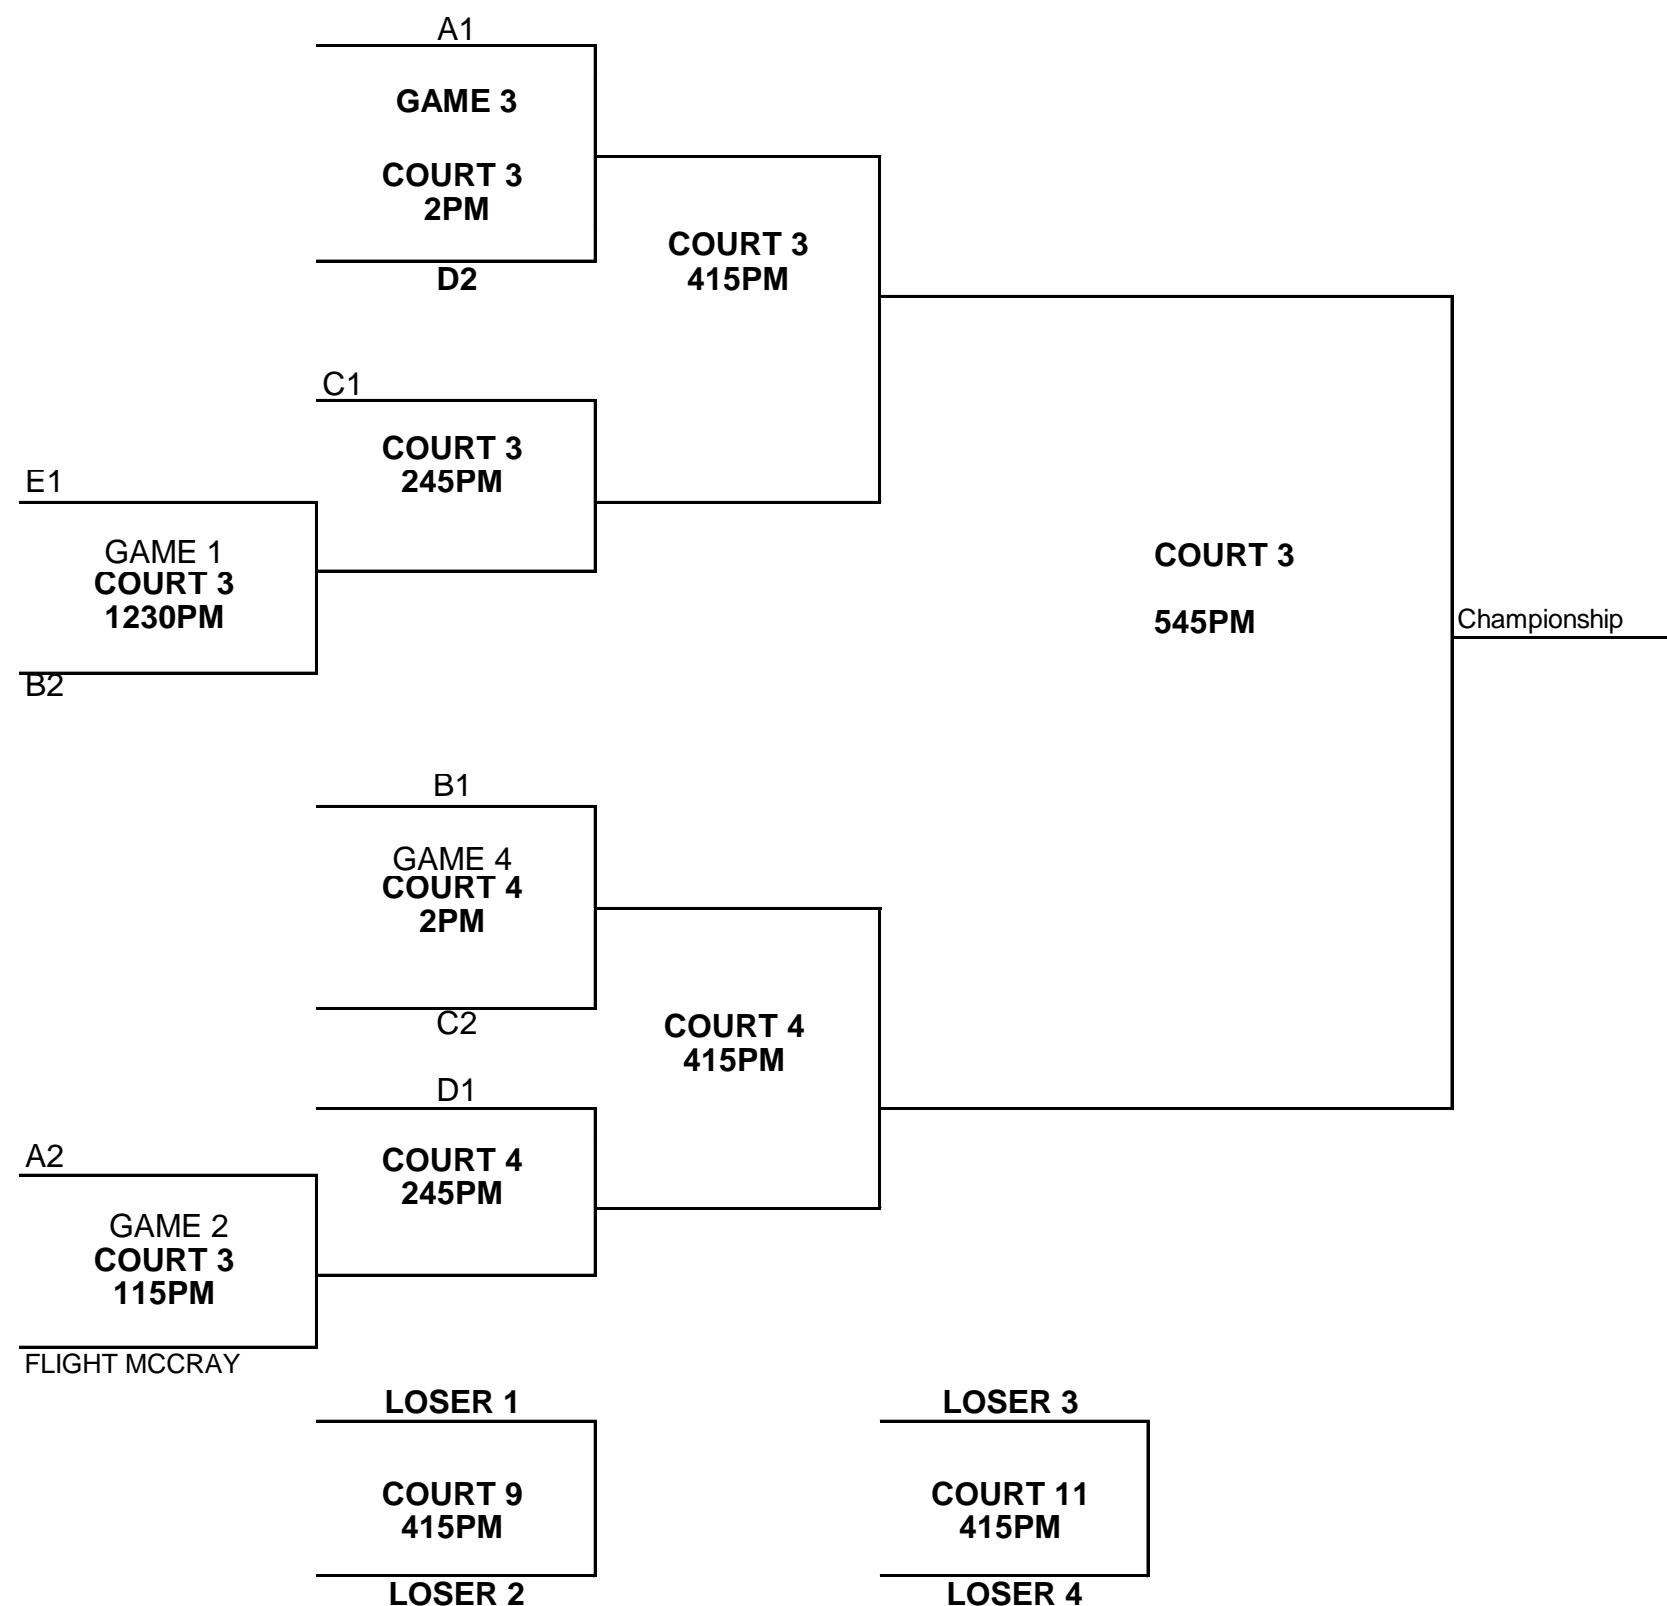 A1
GAME 3
COURT 3
2PM
D2
COURT 3
415PM
C1
COURT 3
245PM
E1
GAME 1
COURT 3
1230PM
B2
COURT 3
545PM
Championship
B1
GAME 4
COURT 4
2PM
C2
COURT 4
415PM
D1
COURT 4
245PM
A2
GAME 2
COURT 3
115PM
FLIGHT MCCRAY
LOSER 1
COURT 9
415PM
LOSER 2
LOSER 3
COURT 11
415PM
LOSER 4